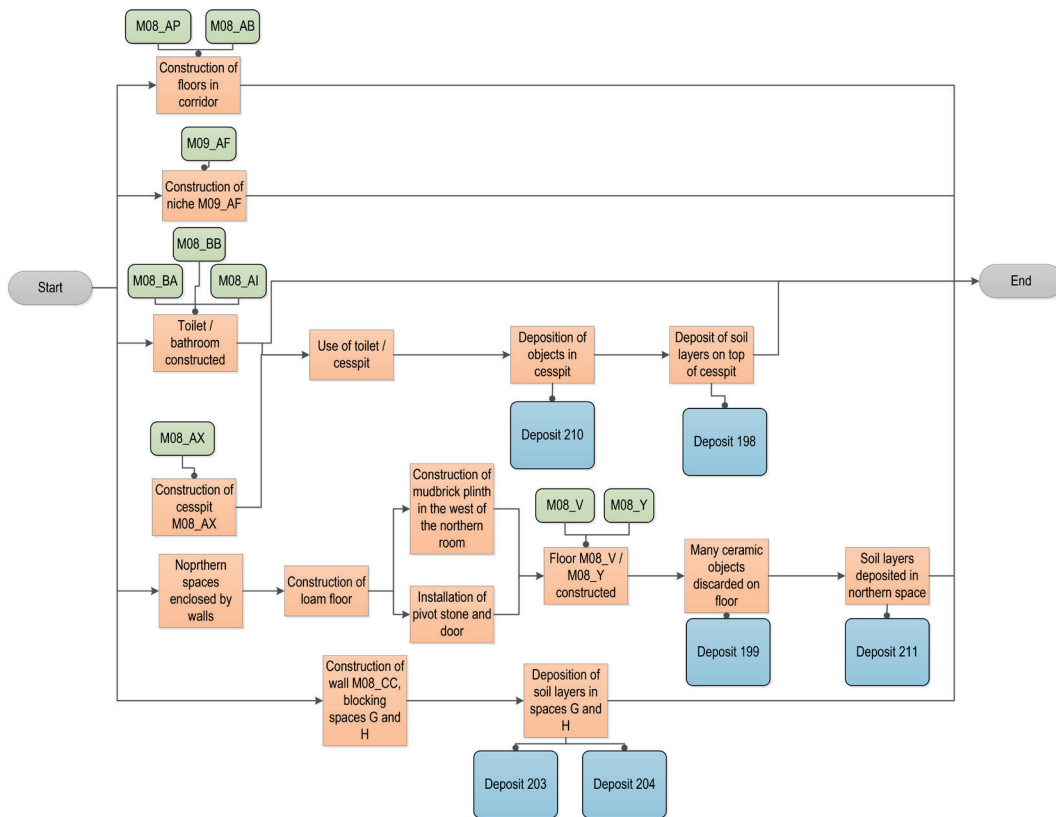 M08_AP
M08_AB
Construction of
floors in
corridor
M09_AF
Construction of
niche M09_AF
M08_BB
M08_BA
M08_AI
Start
End
Toilet /
bathroom
constructed
Use of toilet /
cesspit
Deposition of
objects in
cesspit
Deposit of soil
layers on top
of cesspit
Deposit 210
Deposit 198
M08_AX
Construction of
cesspit
M08_AX
Construction of
mudbrick plinth
in the west of
the northern
room
M08_V
M08_Y
Noprthern
spaces
enclosed by
walls
Construction of
loam floor
Installation of
pivot stone and
door
Floor M08_V /
M08_Y
constructed
Many ceramic
objects
discarded on
floor
Soil layers
deposited in
northern space
Deposit 199
Deposit 211
Construction of
wall M08_CC,
blocking
spaces G and
H
Deposition of
soil layers in
spaces G and
H
Deposit 203
Deposit 204